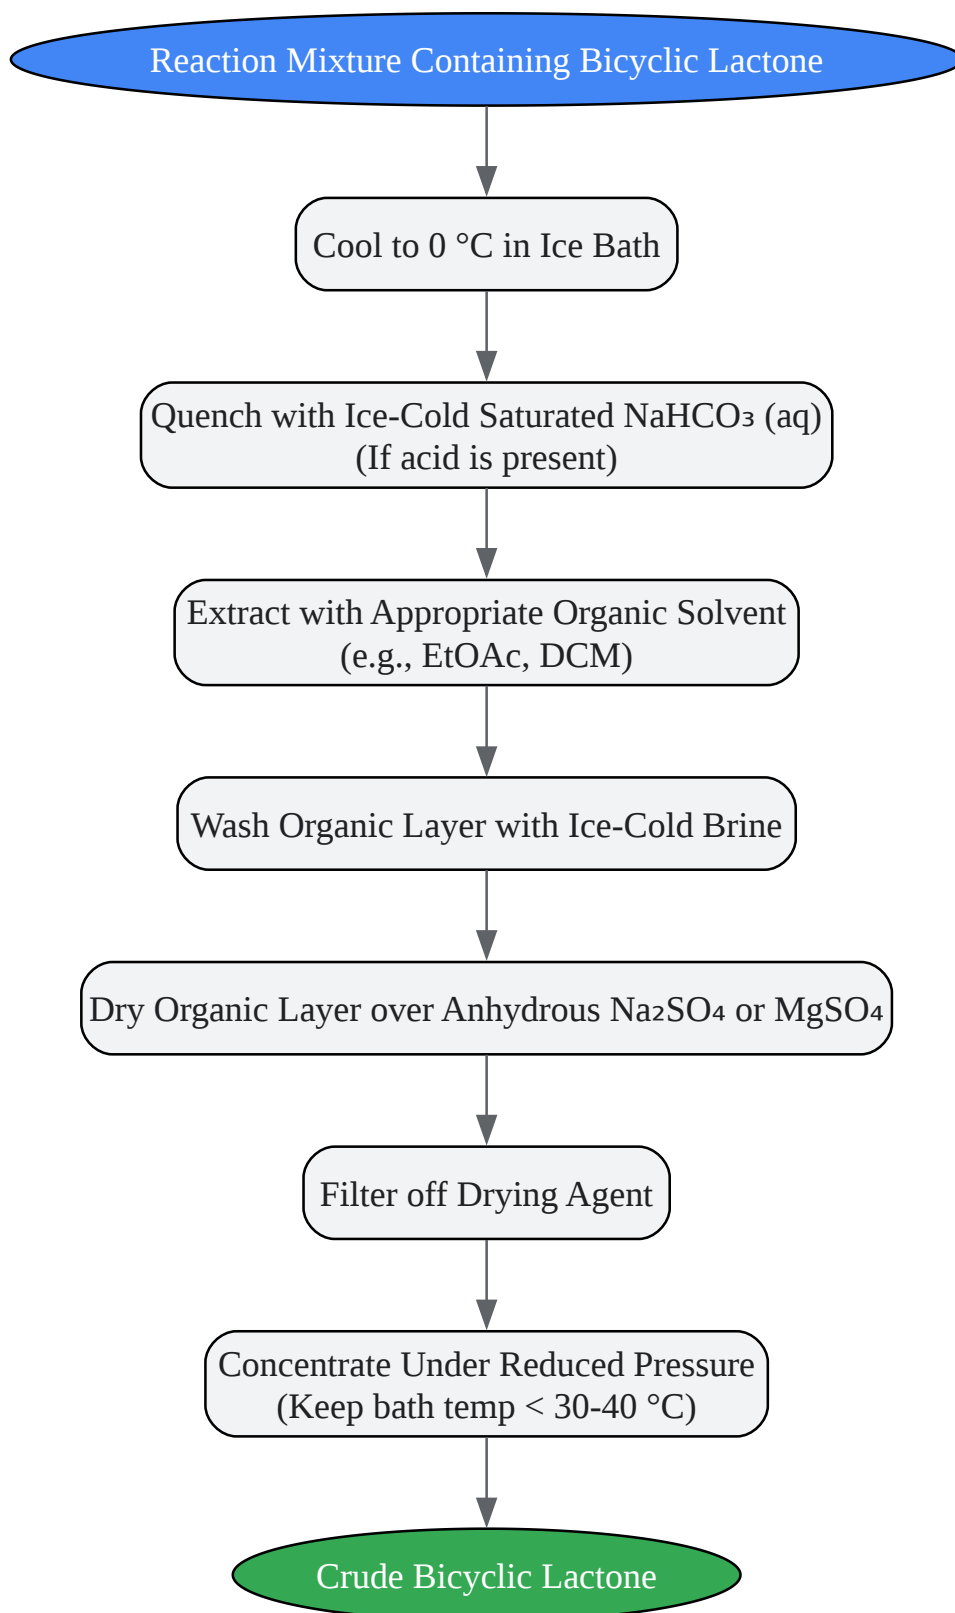 Reaction Mixture Containing Bicyclic Lactone
Cool to 0 °C in Ice Bath
Quench with Ice-Cold Saturated NaHCO₃ (aq)
(If acid is present)
Extract with Appropriate Organic Solvent
(e.g., EtOAc, DCM)
Wash Organic Layer with Ice-Cold Brine
Dry Organic Layer over Anhydrous Na₂SO₄ or MgSO₄
Filter off Drying Agent
Concentrate Under Reduced Pressure
(Keep bath temp < 30-40 °C)
Crude Bicyclic Lactone